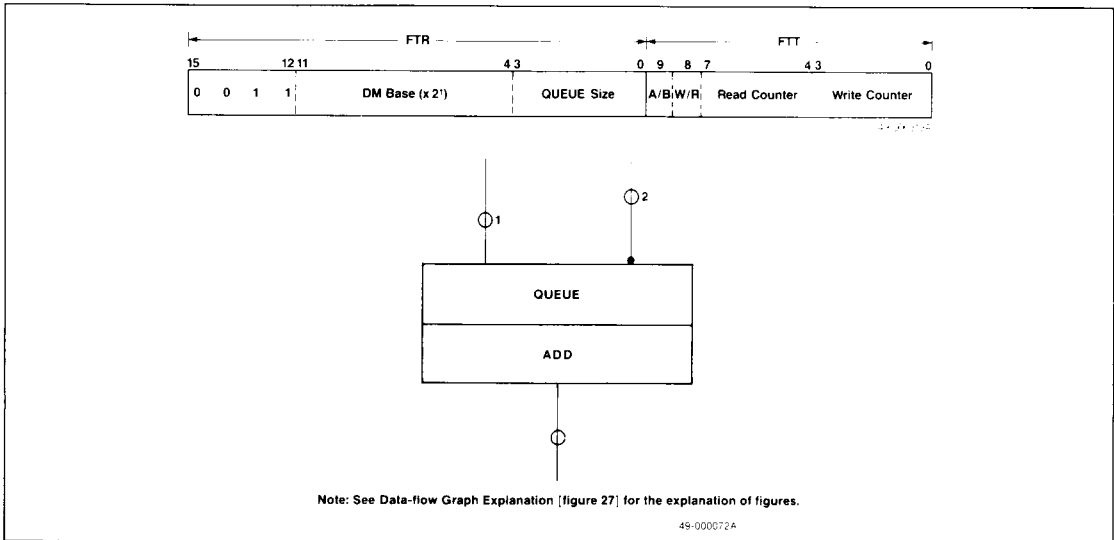 FTR FTT
15 12 11 4 3 0 9 8 7 4 3 0
0 0 1 1 DM Base (x 2¹) QUEUE Size A/B W/R Read Counter Write Counter
1 2
QUEUE
ADD
Note: See Data-flow Graph Explanation [figure 27] for the explanation of figures.
49-000072A